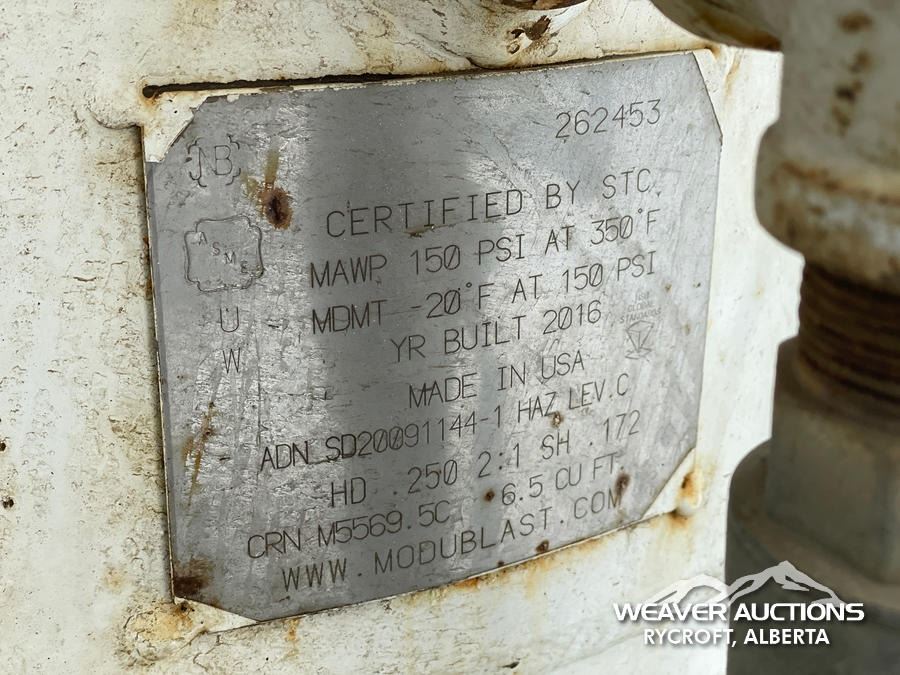 262453
NB
CERTIFIED BY STC.
ASME
MAWP 150 PSI AT 350°F
U
MDMT -20°F AT 150 PSI
W
YR BUILT 2016
STANDARDS
MADE IN USA
ADN SD20091144-1 HAZ LEV.C
HD .250 2:1 SH .172
CRN M5569.5C 6.5 CU FT.
WWW.MODUBLAST.COM
WEAVER AUCTIONS
RYCROFT, ALBERTA